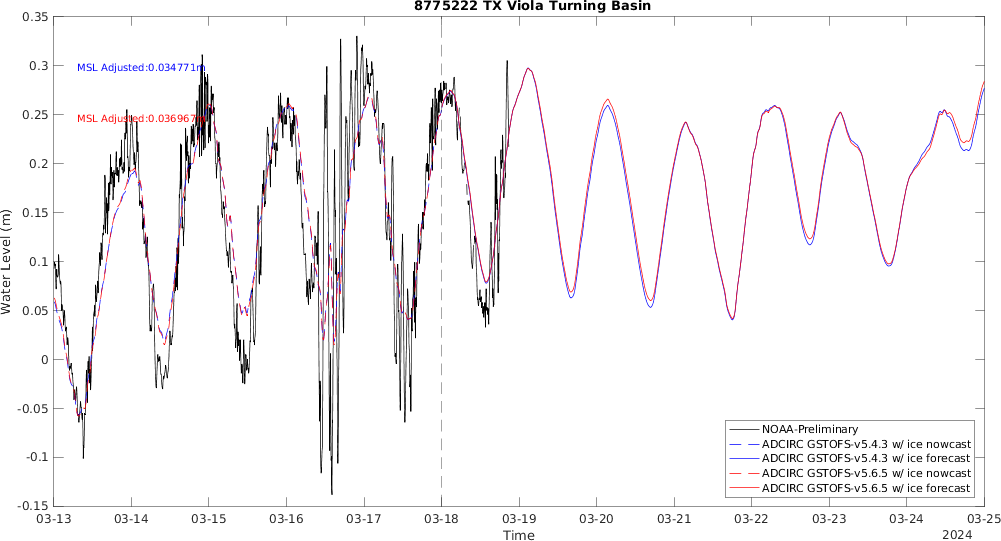 8775222 TX Viola Turning Basin
0.35
0.3
0.25
0.2
0.15
0.1
0.05
0
-0.05
-0.1
-0.15
Water Level (m)
MSL Adjusted:0.034771m
MSL Adjusted:0.036967m
NOAA-Preliminary
ADCIRC GSTOFS-v5.4.3 w/ ice nowcast
ADCIRC GSTOFS-v5.4.3 w/ ice forecast
ADCIRC GSTOFS-v5.6.5 w/ ice nowcast
ADCIRC GSTOFS-v5.6.5 w/ ice forecast
03-13 03-14 03-15 03-16 03-17 03-18 03-19 03-20 03-21 03-22 03-23 03-24 03-25
Time
2024